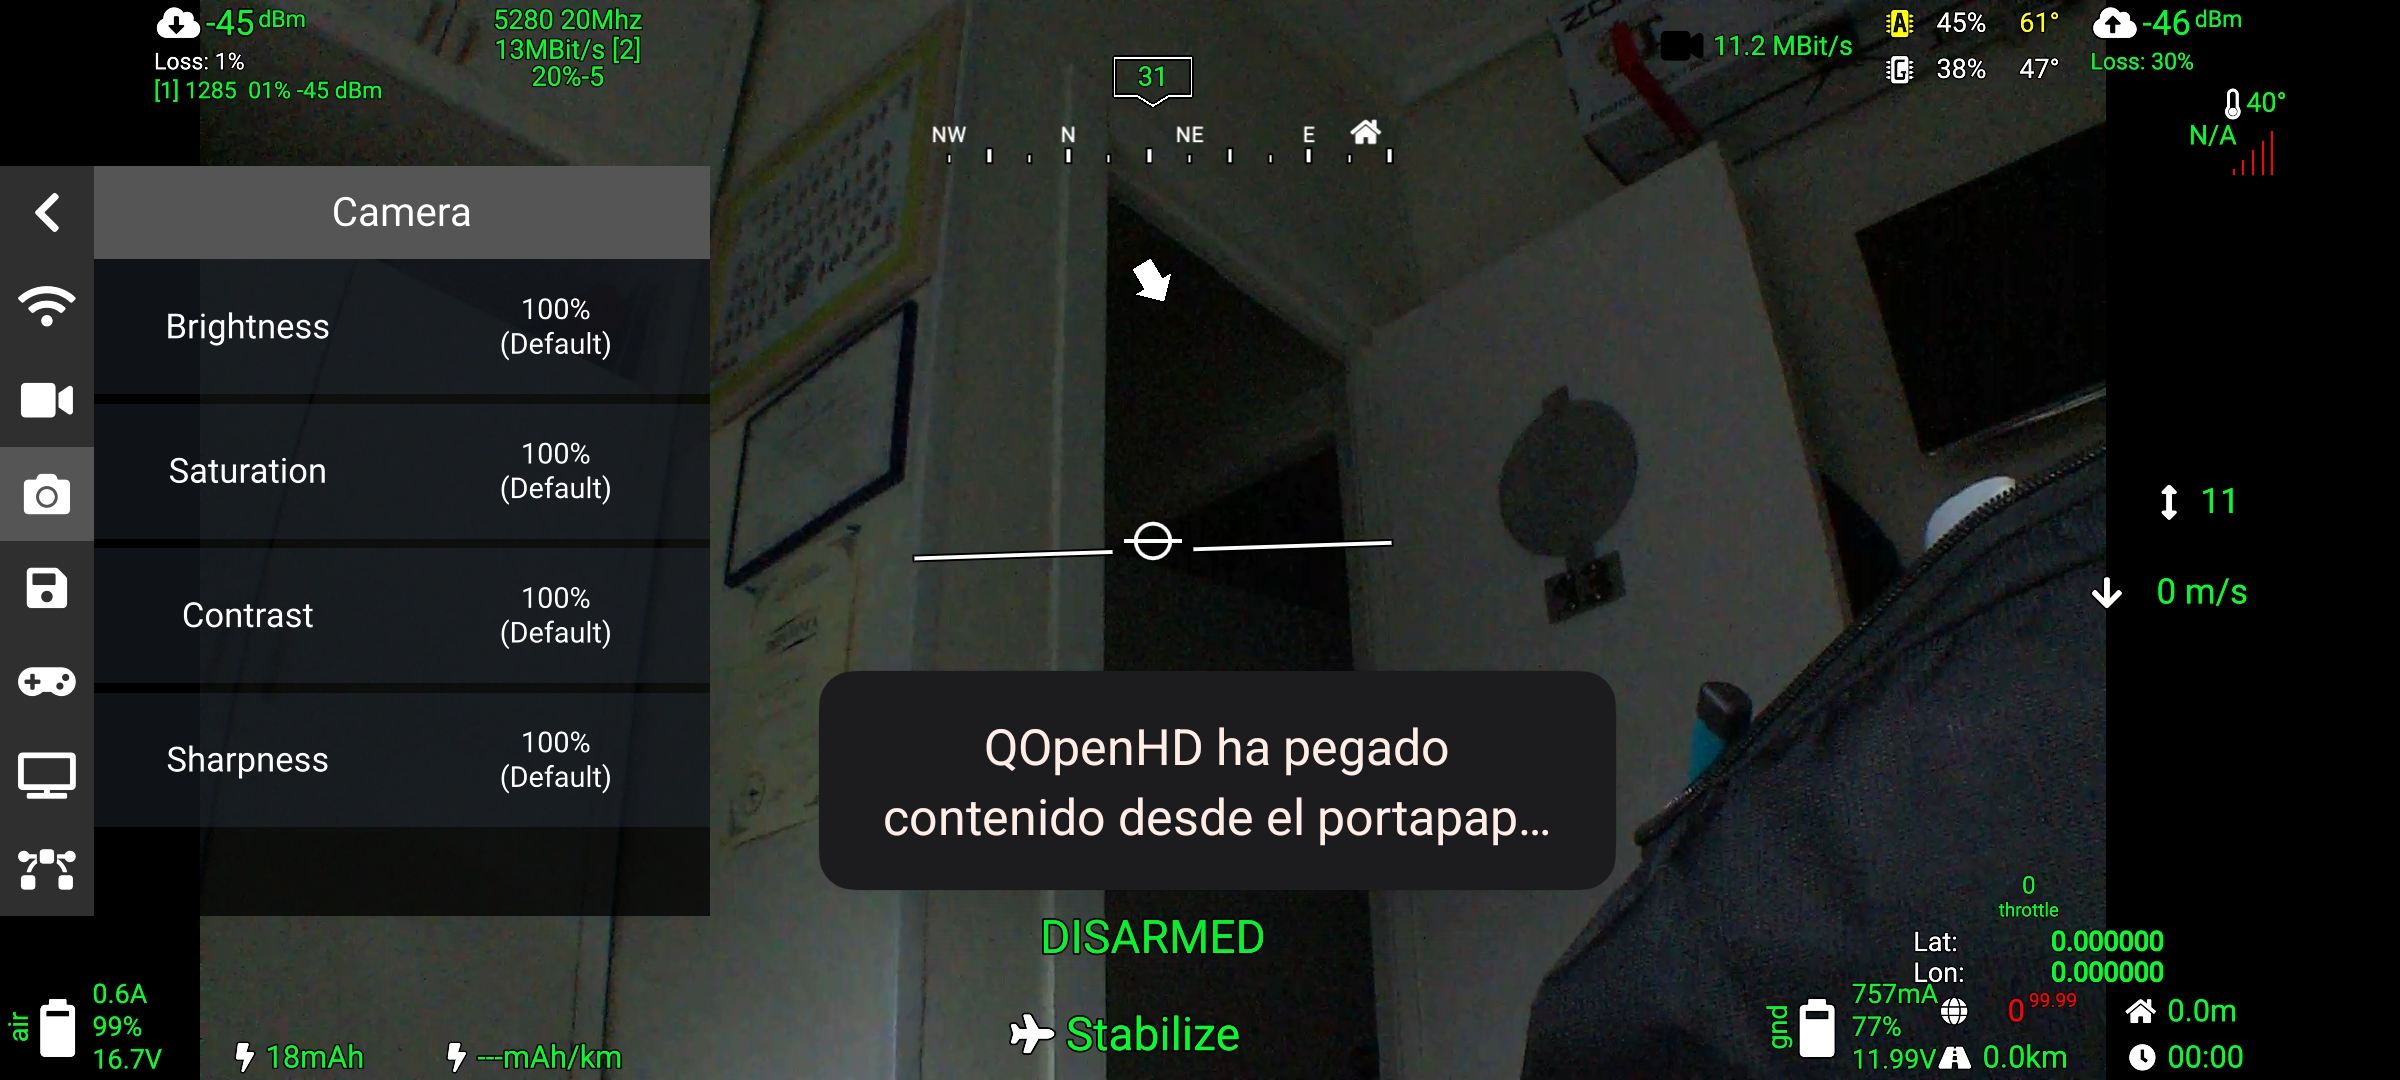 -45 dBm
Loss: 1%
[1] 1285 01% -45 dBm
5280 20Mhz
13MBit/s [2]
20%-5
31
NW N NE E
11.2 MBit/s
A 45% 61°
G 38% 47°
-46 dBm
Loss: 30%
40°
N/A
Camera
Brightness
100%
(Default)
Saturation
100%
(Default)
Contrast
100%
(Default)
Sharpness
100%
(Default)
11
0 m/s
QOpenHD ha pegado
contenido desde el portapap...
DISARMED
Stabilize
0
throttle
Lat: 0.000000
Lon: 0.000000
air
0.6A
99%
16.7V
18mAh
---mAh/km
gnd
757mA
77%
11.99V
0 99.99
0.0km
0.0m
00:00